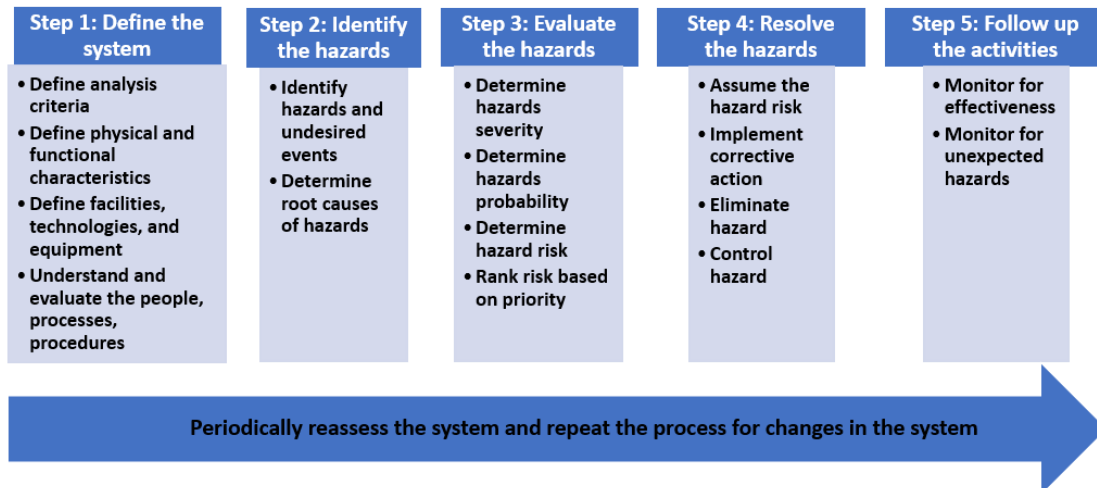 Step 1: Define the
system
• Define analysis
criteria
• Define physical and
functional
characteristics
• Define facilities,
technologies, and
equipment
• Understand and
evaluate the people,
processes,
procedures
Step 2: Identify
the hazards
• Identify
hazards and
undesired
events
• Determine
root causes
of hazards
Step 3: Evaluate
the hazards
• Determine
hazards
severity
• Determine
hazards
probability
• Determine
hazard risk
• Rank risk based
on priority
Step 4: Resolve
the hazards
• Assume the
hazard risk
• Implement
corrective
action
• Eliminate
hazard
• Control
hazard
Step 5: Follow up
the activities
• Monitor for
effectiveness
• Monitor for
unexpected
hazards
Periodically reassess the system and repeat the process for changes in the system